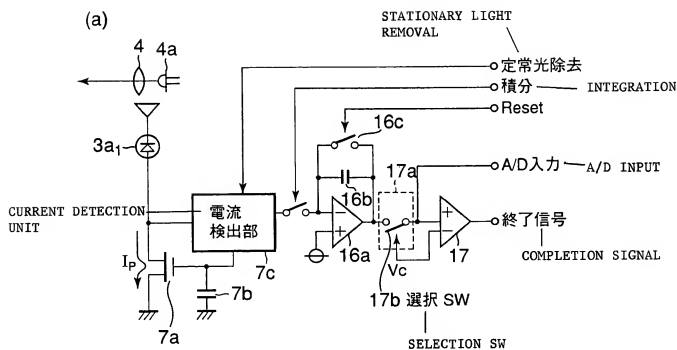 (a)
STATIONARY LIGHT
REMOVAL
4
4a
定常光除去
積分
INTEGRATION
Reset
16c
3a1
A/D入力
A/D INPUT
16b
17a
CURRENT DETECTION
UNIT
電流
検出部
終了信号
COMPLETION SIGNAL
16a
17
IP
7c
Vc
7b
17b 選択 SW
7a
SELECTION SW